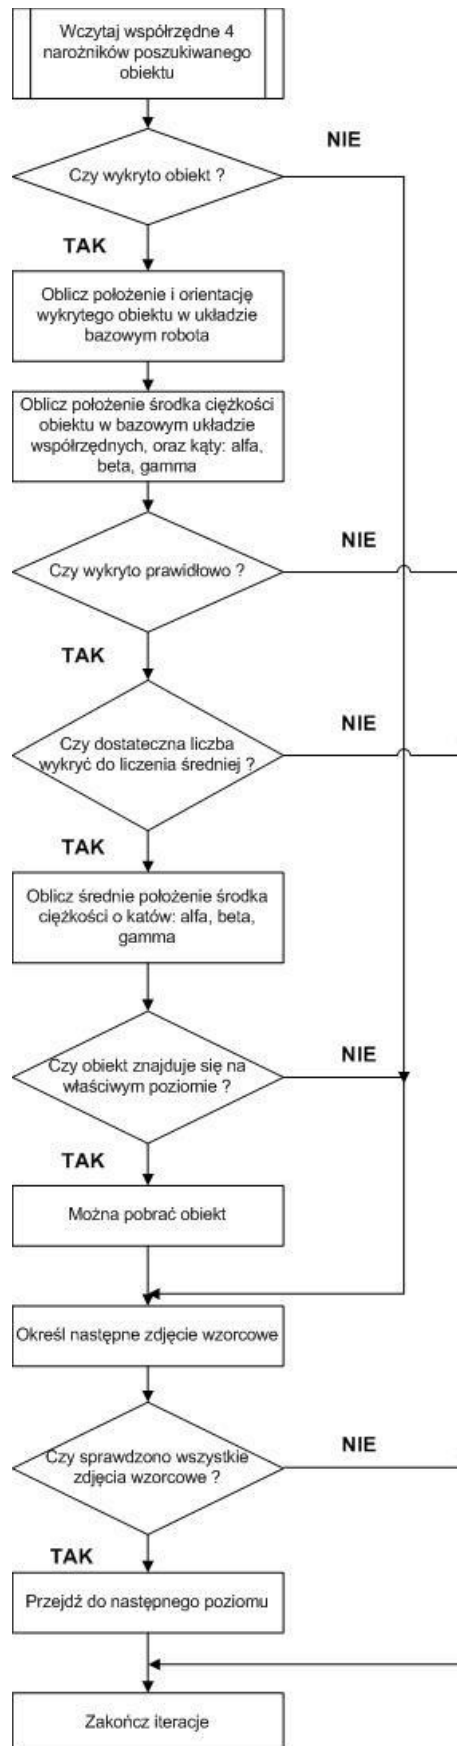 Wczytaj współrzędne 4
narożników poszukiwanego
obiektu
NIE
Czy wykryto obiekt ?
TAK
Oblicz położenie i orientację
wykrytego obiektu w układzie
bazowym robota
Oblicz położenie środka ciężkości
obiektu w bazowym układzie
współrzędnych, oraz kąty: alfa,
beta, gamma
NIE
Czy wykryto prawidłowo ?
TAK
NIE
Czy dostateczna liczba
wykryć do liczenia średniej ?
TAK
Oblicz średnie położenie środka
ciężkości o katów: alfa, beta,
gamma
NIE
Czy obiekt znajduje się na
właściwym poziomie ?
TAK
Można pobrać obiekt
Określ następne zdjęcie wzorcowe
NIE
Czy sprawdzono wszystkie
zdjęcia wzorcowe ?
TAK
Przejdź do następnego poziomu
Zakończ iteracje